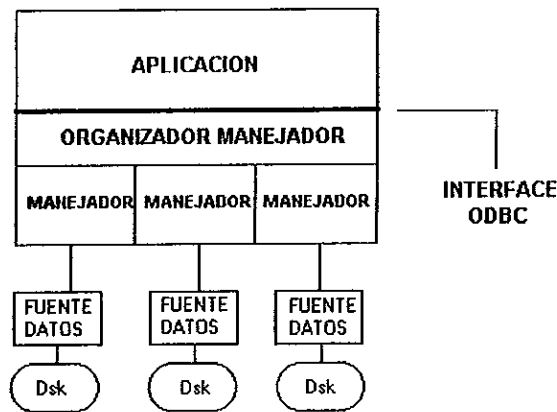 APLICACION
ORGANIZADOR MANEJADOR
MANEJADOR MANEJADOR MANEJADOR
INTERFACE
ODBC
FUENTE DATOS
FUENTE DATOS
FUENTE DATOS
Dsk Dsk Dsk